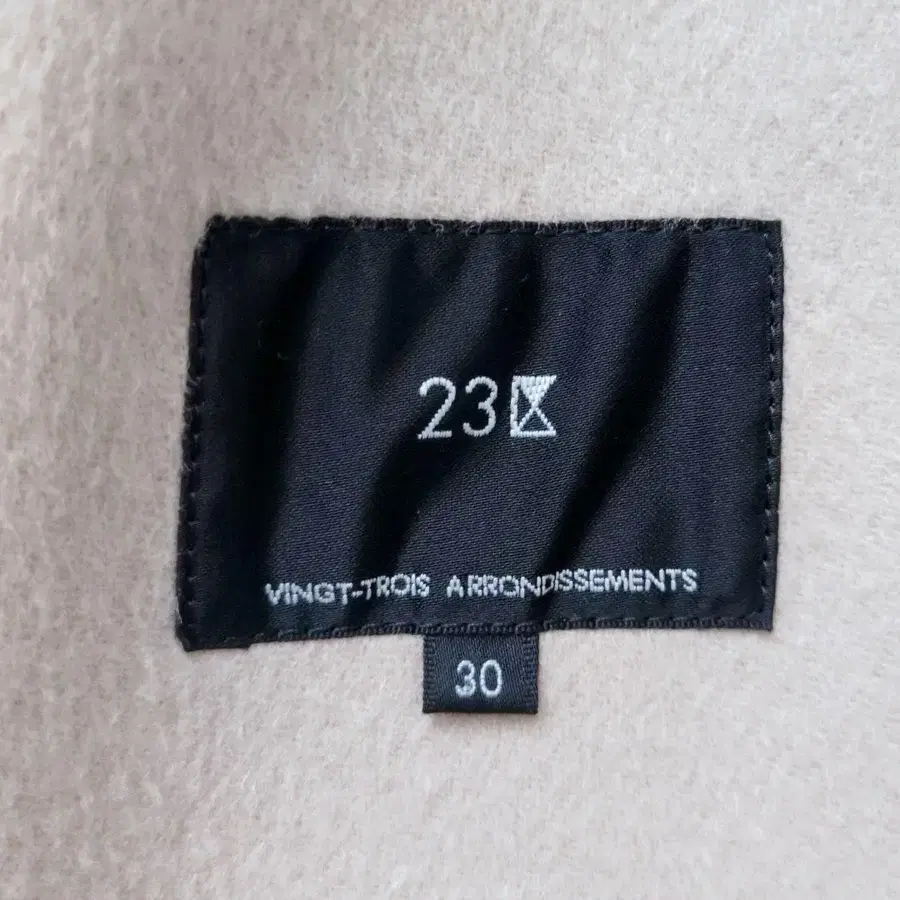 23区
VINGT-TROIS ARRONDISSEMENTS
30